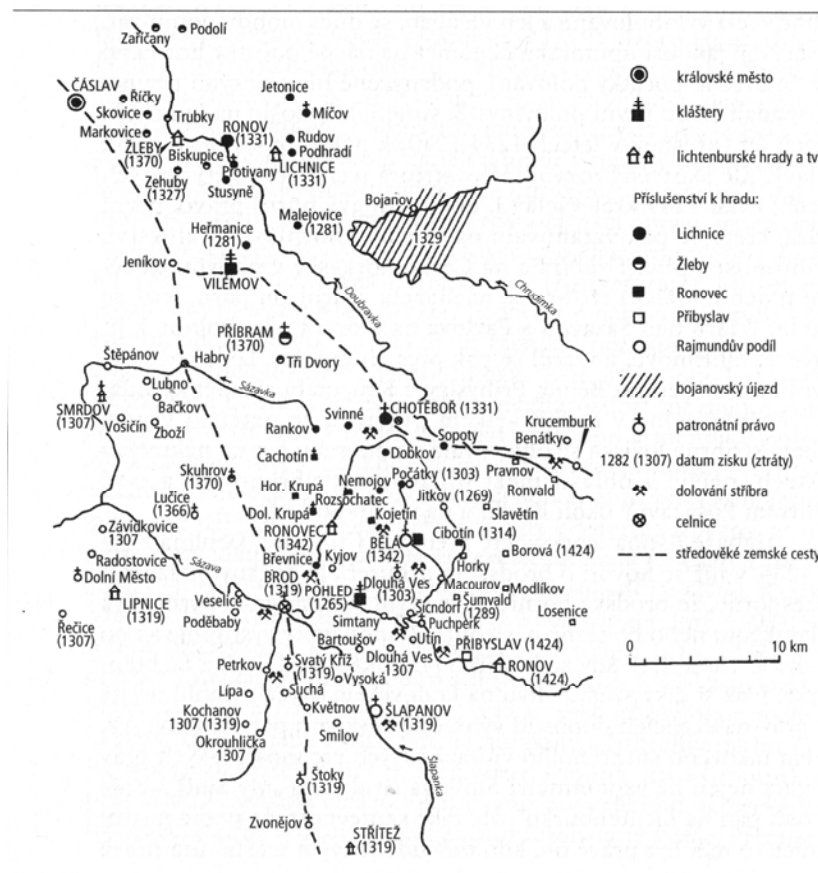 Zaříčany
Podolí
ČÁSLAV
Říčky
Skovice
Trubky
Markovice
ŽLEBY
(1370)
Biskupice
Zehuby
(1327)
RONOV
(1331)
Protivany
Stusyně
Jetonice
Míčov
Rudov
Podhradí
LICHNICE
(1331)
Heřmanice
(1281)
Malejovice
(1281)
Bojanov
1329
Jeníkov
VILÉMOV
Doubravka
Chrudimka
PŘÍBRAM
(1370)
Tři Dvory
Štěpánov
Habry
Lubno
Bačkov
SMRDOV
(1307)
Vosičín
Zboží
Sázavka
Svinné
Rankov
CHOTĚBOŘ (1331)
Krucemburk
Benátky
Sopoty
Dobkov
Čachotín
Skuhrov
(1370)
Počátky (1303)
Pravnov
Ronvald
Nemojov
Hor. Krupá
Rozsochatec
Jitkov (1269)
Slavětín
Lučice
(1366)
Dol. Krupá
Kojetín
Cibotín (1314)
Závidkovice
1307
RONOVEC
(1342)
BĚLÁ
(1342)
Borová (1424)
Radostovice
Sázava
Břevnice
Kyjov
Horky
Dolní Město
BROD
(1319)
POHLED
(1265)
Dlouhá Ves
(1303)
Macourov
Modlíkov
LIPNICE
(1319)
Veselice
Šumvald
Losenice
Řečice
(1307)
Poděbaby
Simtany
Sicndorf
(1289)
Puchperk
Bartoušov
Utín
PŘIBYSLAV (1424)
Petrkov
Svatý Kříž
(1319)
Dlouhá Ves
1307
RONOV
(1424)
Vysoká
Lípa
Suchá
ŠLAPANOV
(1319)
Kochanov
1307 (1319)
Květnov
Smilov
Okrouhlička
1307
Štoky
(1319)
Šlapanka
Zvonějov
STŘÍTEŽ
(1319)
královské město
kláštery
lichtenburské hrady a tv
Příslušenství k hradu:
Lichnice
Žleby
Ronovec
Přibyslav
Rajmundův podíl
bojanovský újezd
patronátní právo
1282 (1307) datum zisku (ztráty)
dolování stříbra
celnice
středověké zemské cesty
0 10 km